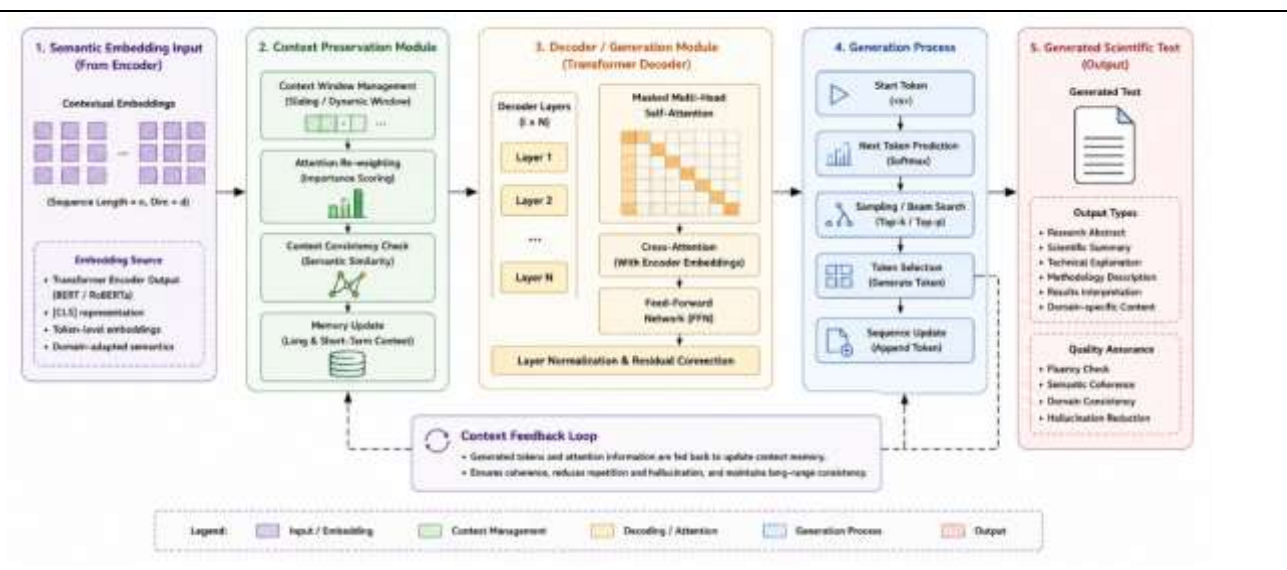 1. Semantic Embedding Input
(From Encoder)
Contextual Embeddings
...
(Sequence Length = n, Dim = d)
Embedding Source
• Transformer Encoder Output
(BERT / RoBERTa)
• [CLS] representation
• Token-level embeddings
• Domain-adapted semantics
2. Context Preservation Module
Context Window Management
(Sliding / Dynamic Window)
...
Attention Re-weighting
(Importance Scoring)
Context Consistency Check
(Semantic Similarity)
Memory Update
(Long & Short-Term Context)
3. Decoder / Generation Module
(Transformer Decoder)
Decoder Layers
Layer 1
Layer 2
...
Layer N
Masked Multi-Head
Self-Attention
Cross-Attention
(With Encoder Embeddings)
Feed-Forward
Network (FFN)
Layer Normalization & Residual Connection
4. Generation Process
Start Token
Next Token Prediction
(Softmax)
Sampling / Beam Search
(Top-k / Top-p)
Token Selection
(Generate Token)
Sequence Update
(Append Token)
5. Generated Scientific Text
(Output)
Generated Text
Output Types
• Research Abstract
• Scientific Summary
• Technical Explanation
• Methodology Description
• Results Interpretation
• Domain-specific Content
Quality Assurance
• Fluency Check
• Semantic Coherence
• Domain Consistency
• Hallucination Reduction
Context Feedback Loop
• Generated tokens and attention information are fed back to update context memory.
• Ensures coherence, reduces repetition and hallucination, and maintains long-range consistency.
Legend: Input / Embedding Context Management Decoding / Attention Generation Process Output